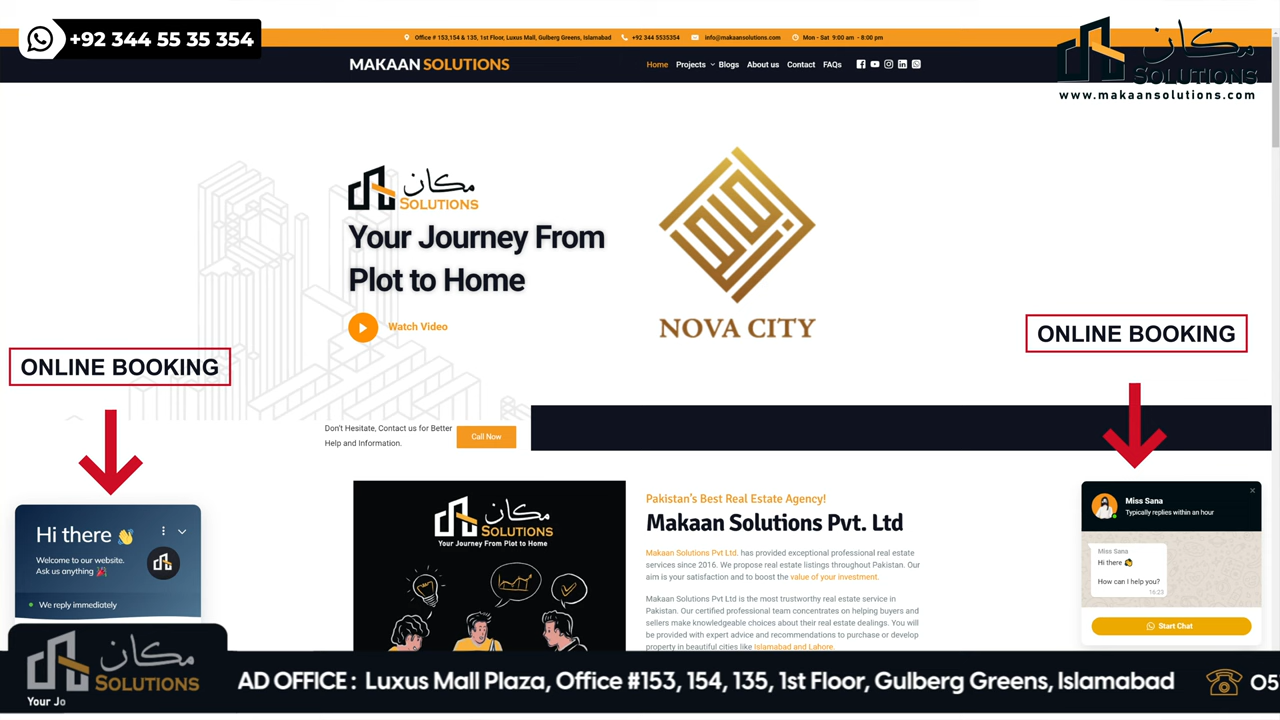 +92 344 55 35 354
Office # 153,154 & 135, 1st Floor, Luxus Mall, Gulberg Greens, Islamabad
+92 344 5535354
info@makaansolutions.com
Mon - Sat 9:00 am - 8:00 pm
MAKAAN SOLUTIONS
Home Projects Blogs About us Contact FAQs
مكان
SOLUTIONS
www.makaansolutions.com
مكان
SOLUTIONS
Your Journey From
Plot to Home
Watch Video
NOVA CITY
ONLINE BOOKING
ONLINE BOOKING
Don't Hesitate, Contact us for Better
Help and Information.
Call Now
Hi there 👋
Welcome to our website.
Ask us anything 🎉
We reply immediately
مكان
SOLUTIONS
Your Journey From Plot to Home
Pakistan's Best Real Estate Agency!
Makaan Solutions Pvt. Ltd
Makaan Solutions Pvt Ltd. has provided exceptional professional real estate
services since 2016. We propose real estate listings throughout Pakistan. Our
aim is your satisfaction and to boost the value of your investment.
Makaan Solutions Pvt Ltd is the most trustworthy real estate service in
Pakistan. Our certified professional team concentrates on helping buyers and
sellers make knowledgeable choices about their real estate dealings. You will
be provided with expert advice and recommendations to purchase or develop
property in beautiful cities like Islamabad and Lahore.
Miss Sana
Typically replies within an hour
Miss Sana
Hi there
How can I help you?
16:23
Start Chat
مكان
SOLUTIONS
Your Jo
AD OFFICE : Luxus Mall Plaza, Office #153, 154, 135, 1st Floor, Gulberg Greens, Islamabad
05